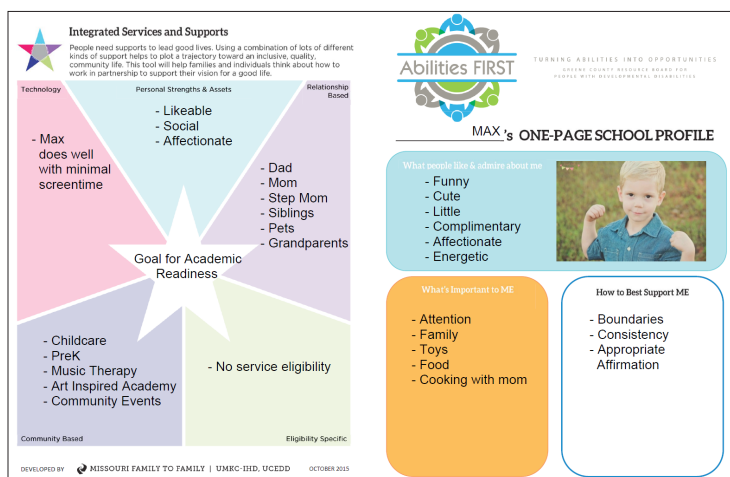 Integrated Services and Supports
People need supports to lead good lives. Using a combination of lots of different
kinds of support helps to plot a trajectory toward an inclusive, quality,
community life. This tool will help families and individuals think about how to
work in partnership to support their vision for a good life.
Technology
Personal Strengths & Assets
Relationship
Based
- Likeable
- Social
- Affectionate
- Max
does well
with minimal
screentime
- Dad
- Mom
- Step Mom
- Siblings
- Pets
- Grandparents
Goal for Academic
Readiness
- Childcare
- PreK
- Music Therapy
- Art Inspired Academy
- Community Events
- No service eligibility
Community Based
Eligibility Specific
DEVELOPED BY MISSOURI FAMILY TO FAMILY | UMKC-IHD, UCEDD OCTOBER 2015
Abilities FIRST
TURNING ABILITIES INTO OPPORTUNITIES
GREENE COUNTY RESOURCE BOARD FOR
PEOPLE WITH DEVELOPMENTAL DISABILITIES
MAX 's ONE-PAGE SCHOOL PROFILE
What people like & admire about me
- Funny
- Cute
- Little
- Complimentary
- Affectionate
- Energetic
What's Important to ME
- Attention
- Family
- Toys
- Food
- Cooking with mom
How to Best Support ME
- Boundaries
- Consistency
- Appropriate
Affirmation